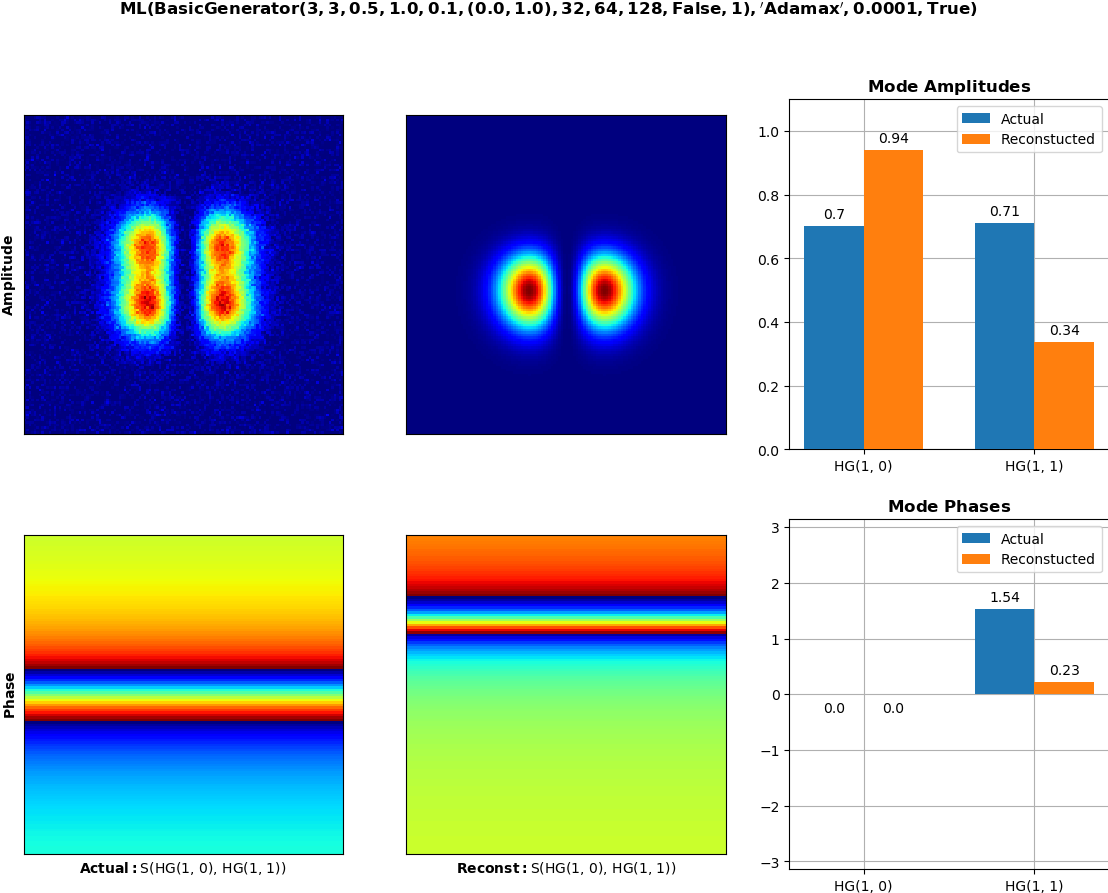 ML(BasicGenerator(3, 3, 0.5, 1.0, 0.1, (0.0, 1.0), 32, 64, 128, False, 1), ′Adamax′, 0.0001, True)
Mode Amplitudes
Amplitude
Actual
Reconstucted
1.0
0.8
0.6
0.4
0.2
0.0
0.7
0.94
0.71
0.34
HG(1, 0)
HG(1, 1)
Mode Phases
Phase
Actual
Reconstucted
3
2
1
0
−1
−2
−3
0.0
0.0
1.54
0.23
HG(1, 0)
HG(1, 1)
Actual: S(HG(1, 0), HG(1, 1))
Reconst: S(HG(1, 0), HG(1, 1))